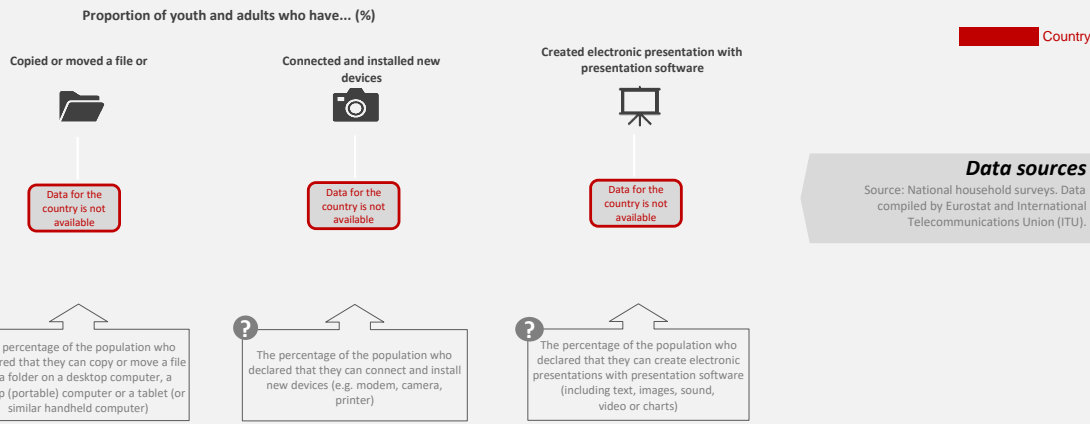 Proportion of youth and adults who have... (%)
Country
Copied or moved a file or
Connected and installed new
devices
Created electronic presentation with
presentation software
Data for the
country is not
available
Data for the
country is not
available
Data for the
country is not
available
Data sources
Source: National household surveys. Data
compiled by Eurostat and International
Telecommunications Union (ITU).
percentage of the population who
red that they can copy or move a file
a folder on a desktop computer, a
p (portable) computer or a tablet (or
similar handheld computer)
?
The percentage of the population who
declared that they can connect and install
new devices (e.g. modem, camera,
printer)
?
The percentage of the population who
declared that they can create electronic
presentations with presentation software
(including text, images, sound,
video or charts)